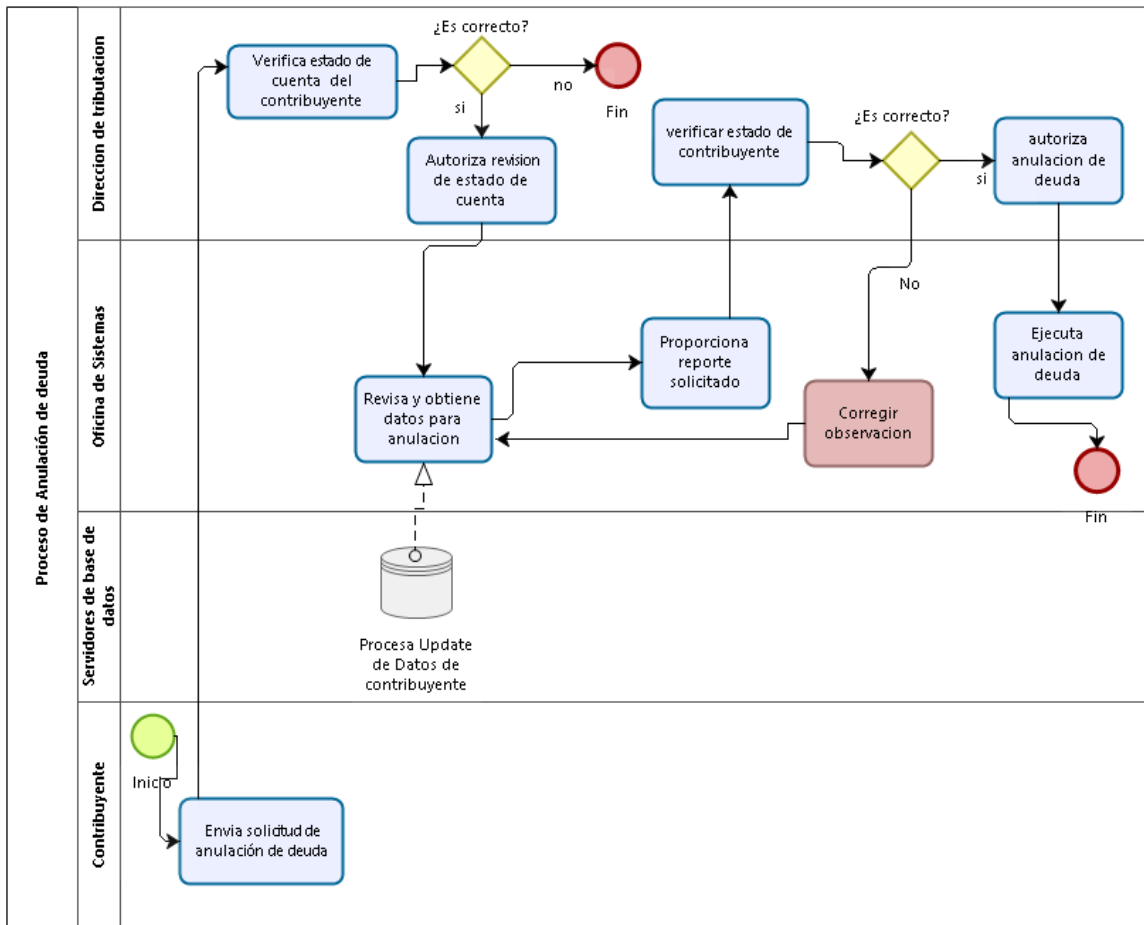 Proceso de Anulación de deuda
Direccion de tributacion
Verifica estado de
cuenta del
contribuyente
¿Es correcto?
no
Fin
si
Autoriza revision
de estado de
cuenta
verificar estado de
contribuyente
¿Es correcto?
si
autoriza
anulacion de
deuda
No
Oficina de Sistemas
Revisa y obtiene
datos para
anulacion
Proporciona
reporte
solicitado
Corregir
observacion
Ejecuta
anulacion de
deuda
Fin
Servidores de base de
datos
Procesa Update
de Datos de
contribuyente
Contribuyente
Inicio
Envia solicitud de
anulación de deuda